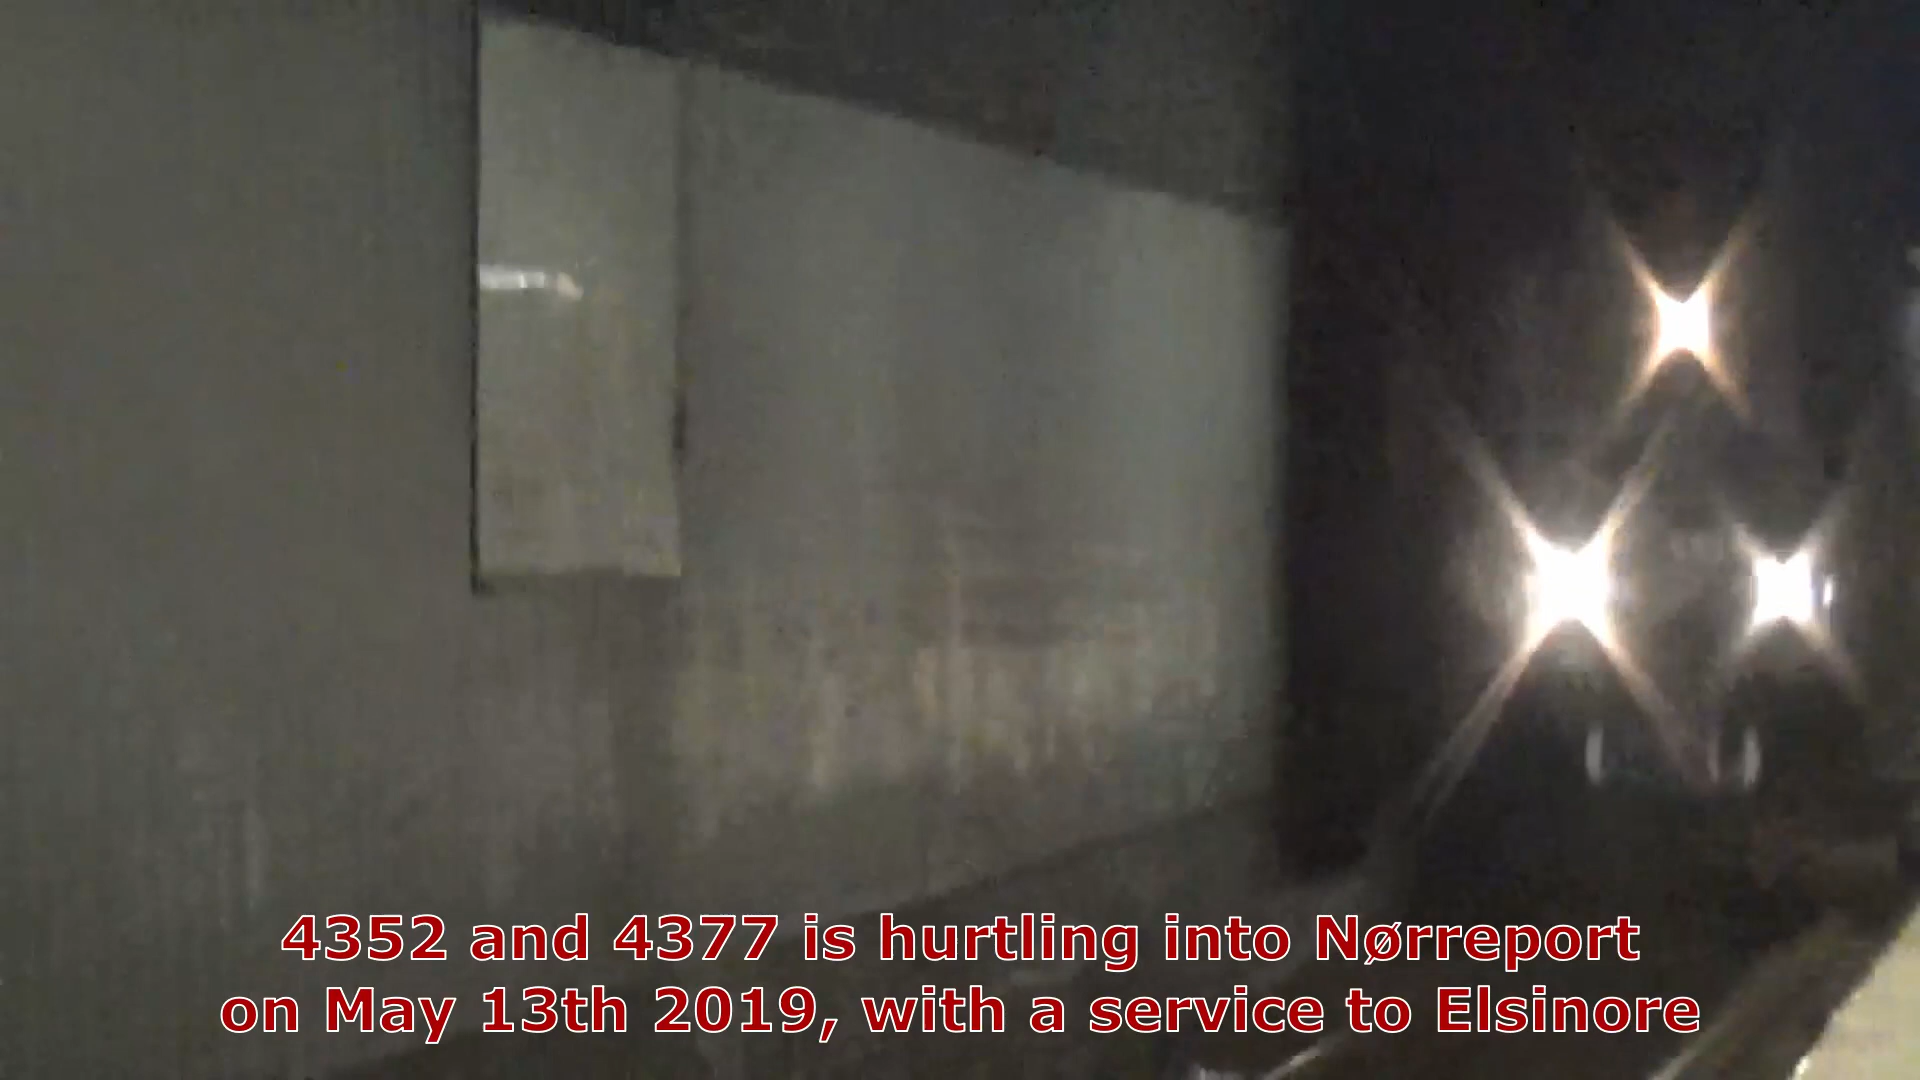 4352 and 4377 is hurtling into Nørreport
on May 13th 2019, with a service to Elsinore